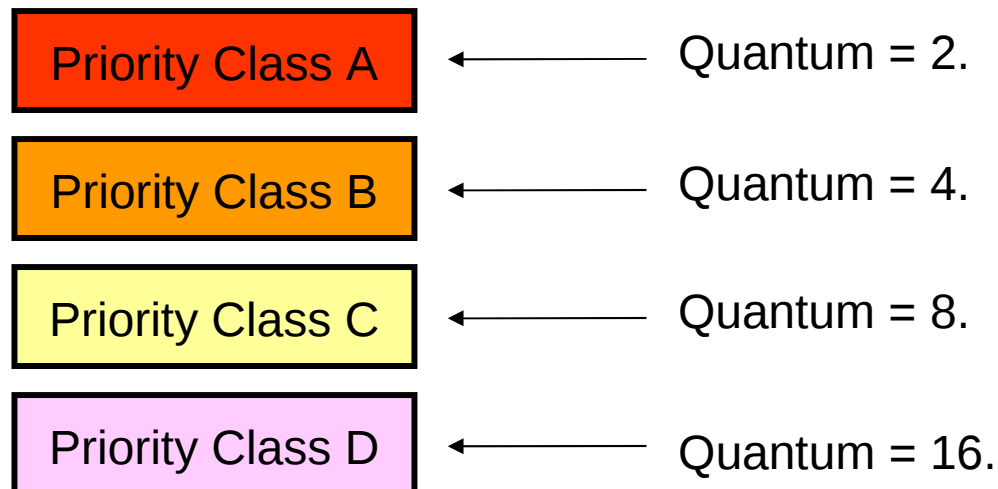 Priority Class A
Quantum = 2.
Priority Class B
Quantum = 4.
Priority Class C
Quantum = 8.
Priority Class D
Quantum = 16.